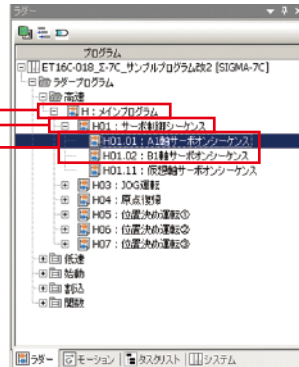 ラダー
プログラム
ET16C-018_Σ-7C_サンプルプログラム改2 [SIGMA-7C]
ラダープログラム
高速
H：メインプログラム
H01：サーボ制御シーケンス
H01.01：A1軸サーボオンシーケンス
H01.02：B1軸サーボオンシーケンス
H01.11：仮想軸サーボオンシーケンス
H03：JOG運転
H04：原点復帰
H05：位置決め運転①
H06：位置決め運転②
H07：位置決め運転③
低速
始動
割込
関数
ラダー モーション タスクリスト システム